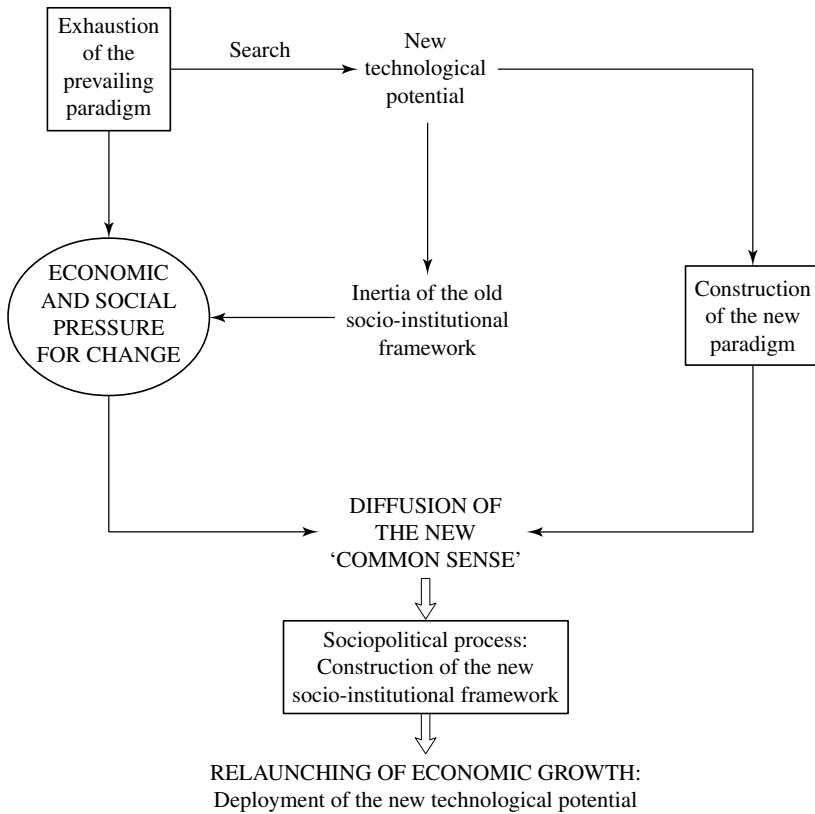 Exhaustion
of the
prevailing
paradigm
Search
New
technological
potential
ECONOMIC
AND SOCIAL
PRESSURE
FOR CHANGE
Inertia of the old
socio-institutional
framework
Construction
of the new
paradigm
DIFFUSION OF
THE NEW
‘COMMON SENSE’
Sociopolitical process:
Construction of the new
socio-institutional framework
RELAUNCHING OF ECONOMIC GROWTH:
Deployment of the new technological potential